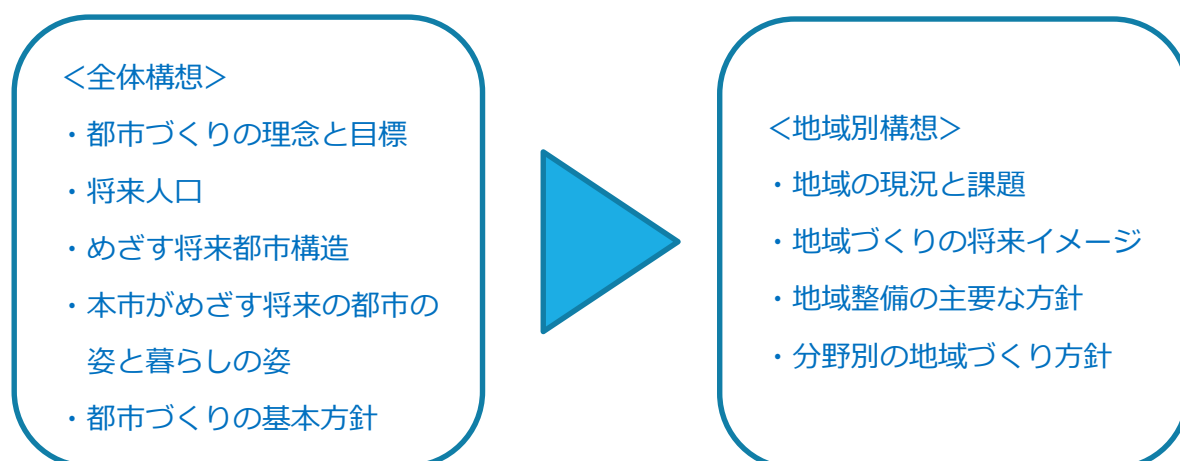 ＜全体構想＞
・都市づくりの理念と目標
・将来人口
・めざす将来都市構造
・本市がめざす将来の都市の
姿と暮らしの姿
・都市づくりの基本方針
＜地域別構想＞
・地域の現況と課題
・地域づくりの将来イメージ
・地域整備の主要な方針
・分野別の地域づくり方針